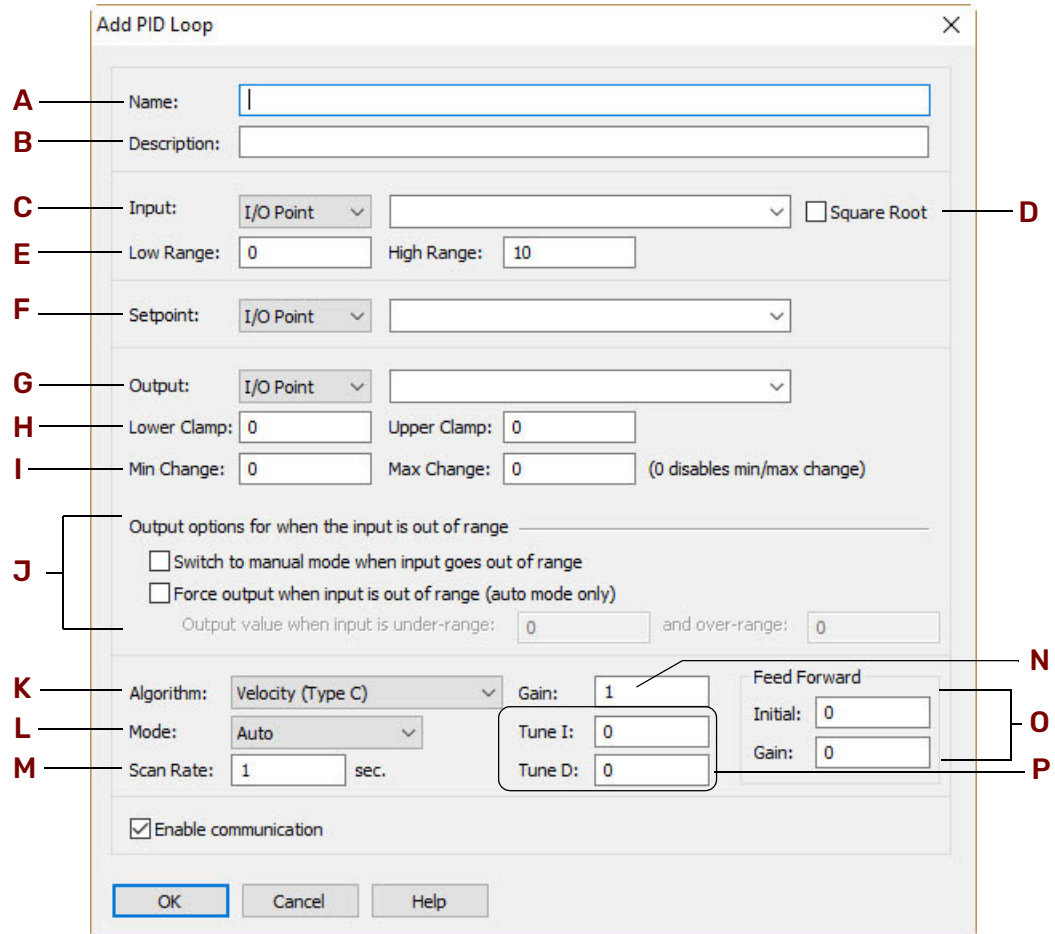 Add PID Loop
A
Name:
B
Description:
C
Input: I/O Point Square Root
D
E
Low Range: 0 High Range: 10
F
Setpoint: I/O Point
G
Output: I/O Point
H
Lower Clamp: 0 Upper Clamp: 0
I
Min Change: 0 Max Change: 0 (0 disables min/max change)
J
Output options for when the input is out of range
Switch to manual mode when input goes out of range
Force output when input is out of range (auto mode only)
Output value when input is under-range: 0 and over-range: 0
N
K
Algorithm: Velocity (Type C) Gain: 1
Feed Forward
Initial: 0
L
Mode: Auto Tune I: 0
O
Gain: 0
M
Scan Rate: 1 sec. Tune D: 0
P
Enable communication
OK Cancel Help